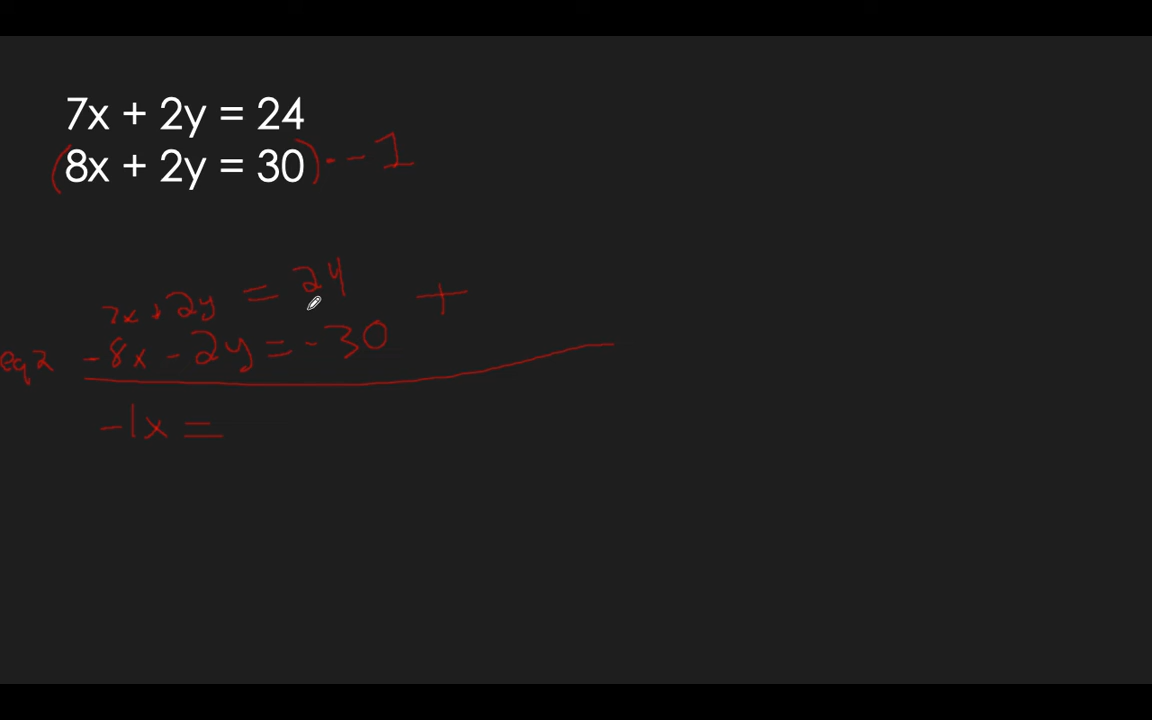 7x + 2y = 24
(8x + 2y = 30) · -1
7x + 2y = 24 +
eq2 -8x - 2y = -30
-1x =